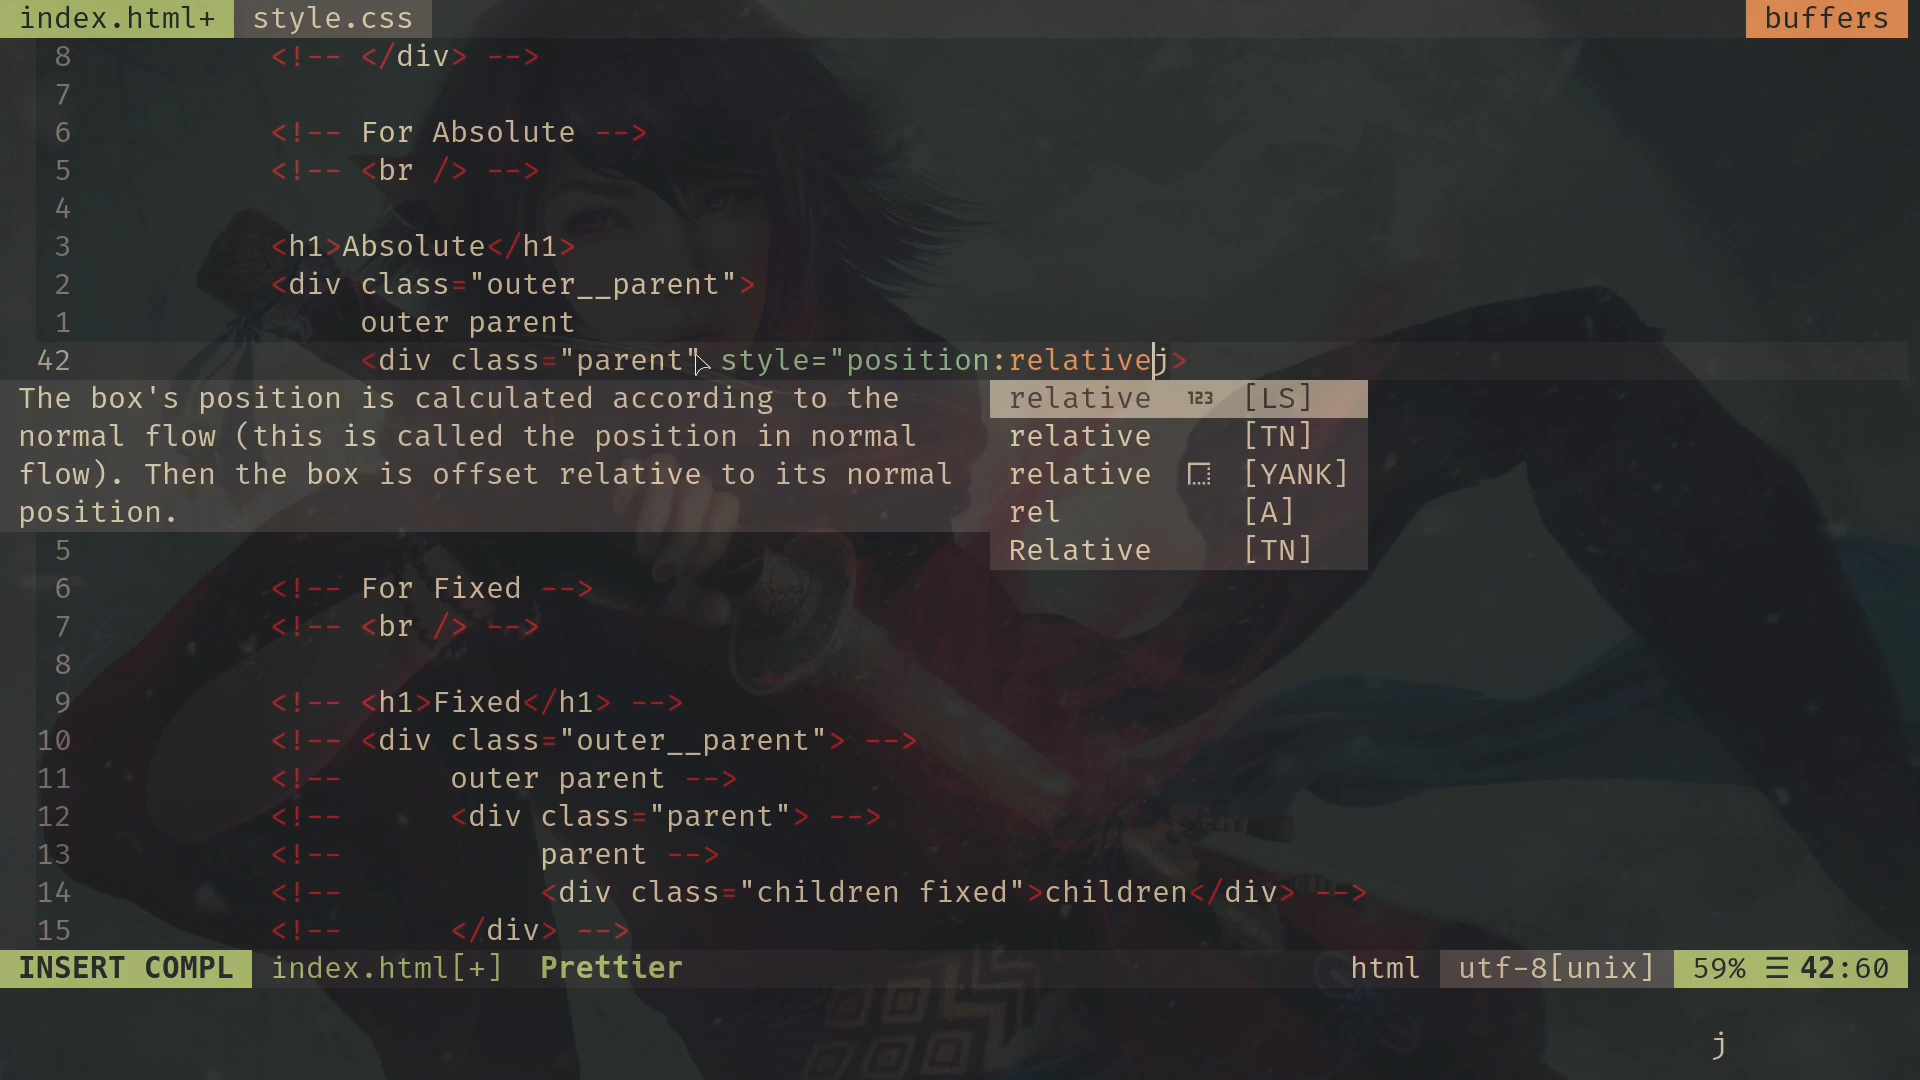 index.html+ style.css buffers
8 <!-- </div> -->
7
6 <!-- For Absolute -->
5 <!-- <br /> -->
4
3 <h1>Absolute</h1>
2 <div class="outer__parent">
1 outer parent
42 <div class="parent" style="position:relativej>
The box's position is calculated according to the relative 123 [LS]
normal flow (this is called the position in normal relative [TN]
flow). Then the box is offset relative to its normal relative [YANK]
position. rel [A]
5 Relative [TN]
6 <!-- For Fixed -->
7 <!-- <br /> -->
8
9 <!-- <h1>Fixed</h1> -->
10 <!-- <div class="outer__parent"> -->
11 <!-- outer parent -->
12 <!-- <div class="parent"> -->
13 <!-- parent -->
14 <!-- <div class="children fixed">children</div> -->
15 <!-- </div> -->
INSERT COMPL index.html[+] Prettier html utf-8[unix] 59% ☰ 42:60
j